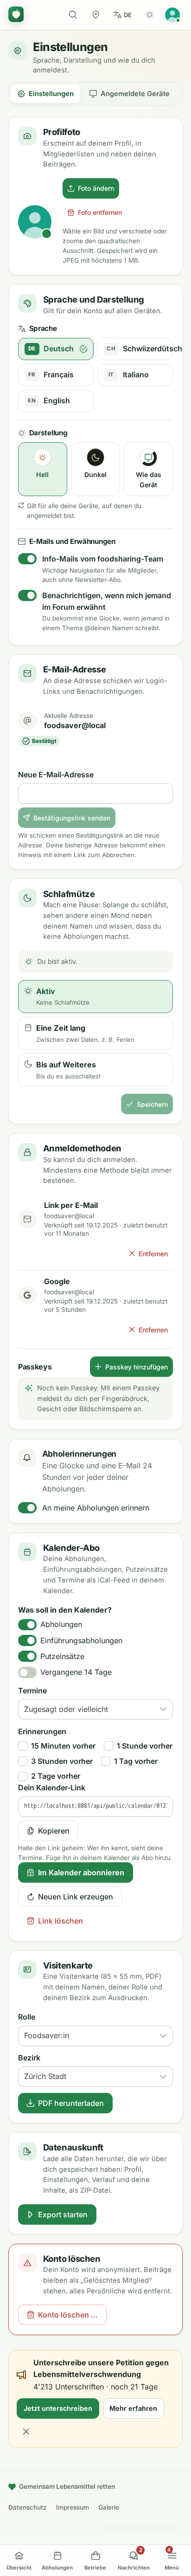 DE
Einstellungen
Sprache, Darstellung und wie du dich
anmeldest.
Einstellungen
Angemeldete Geräte
Profilfoto
Erscheint auf deinem Profil, in
Mitgliederlisten und neben deinen
Beiträgen.
Foto ändern
Foto entfernen
Wähle ein Bild und verschiebe oder
zoome den quadratischen
Ausschnitt. Gespeichert wird ein
JPEG mit höchstens 1 MB.
Sprache und Darstellung
Gilt für dein Konto auf allen Geräten.
Sprache
DE Deutsch
CH Schwiizerdütsch
FR Français
IT Italiano
EN English
Darstellung
Hell
Dunkel
Wie das
Gerät
Gilt für alle deine Geräte, auf denen du
angemeldet bist.
E-Mails und Erwähnungen
Info-Mails vom foodsharing-Team
Wichtige Neuigkeiten für alle Mitglieder,
auch ohne Newsletter-Abo.
Benachrichtigen, wenn mich jemand
im Forum erwähnt
Du bekommst eine Glocke, wenn jemand in
einem Thema @deinen Namen schreibt.
E-Mail-Adresse
An diese Adresse schicken wir Login-
Links und Benachrichtigungen.
Aktuelle Adresse
foodsaver@local
Bestätigt
Neue E-Mail-Adresse
Bestätigungslink senden
Wir schicken einen Bestätigungslink an die neue
Adresse. Deine bisherige Adresse bekommt einen
Hinweis mit einem Link zum Abbrechen.
Schlafmütze
Mach eine Pause: Solange du schläfst,
sehen andere einen Mond neben
deinem Namen und wissen, dass du
keine Abholungen machst.
Du bist aktiv.
Aktiv
Keine Schlafmütze
Eine Zeit lang
Zwischen zwei Daten, z. B. Ferien
Bis auf Weiteres
Bis du es ausschaltest
Speichern
Anmeldemethoden
So kannst du dich anmelden.
Mindestens eine Methode bleibt immer
bestehen.
Link per E-Mail
foodsaver@local
Verknüpft seit 19.12.2025 · zuletzt benutzt
vor 11 Monaten
Entfernen
Google
foodsaver@local
Verknüpft seit 19.12.2025 · zuletzt benutzt
vor 5 Stunden
Entfernen
Passkeys
Passkey hinzufügen
Noch kein Passkey. Mit einem Passkey
meldest du dich per Fingerabdruck,
Gesicht oder Bildschirmsperre an.
Abholerinnerungen
Eine Glocke und eine E-Mail 24
Stunden vor jeder deiner
Abholungen.
An meine Abholungen erinnern
Kalender-Abo
Deine Abholungen,
Einführungsabholungen, Putzeinsätze
und Termine als iCal-Feed in deinem
Kalender.
Was soll in den Kalender?
Abholungen
Einführungsabholungen
Putzeinsätze
Vergangene 14 Tage
Termine
Zugesagt oder vielleicht
Erinnerungen
15 Minuten vorher
1 Stunde vorher
3 Stunden vorher
1 Tag vorher
2 Tage vorher
Dein Kalender-Link
http://localhost:8081/api/public/calendar/012
Kopieren
Halte den Link geheim: Wer ihn kennt, sieht deine
Termine. Füge ihn in deinem Kalender als Abo hinzu.
Im Kalender abonnieren
Neuen Link erzeugen
Link löschen
Visitenkarte
Eine Visitenkarte (85 × 55 mm, PDF)
mit deinem Namen, deiner Rolle und
deinem Bezirk zum Ausdrucken.
Rolle
Foodsaver:in
Bezirk
Zürich Stadt
PDF herunterladen
Datenauskunft
Lade alle Daten herunter, die wir über
dich gespeichert haben: Profil,
Einstellungen, Verlauf und deine
Inhalte, als ZIP-Datei.
Export starten
Konto löschen
Dein Konto wird anonymisiert. Beiträge
bleiben als „Gelöschtes Mitglied“
stehen, alles Persönliche wird entfernt.
Konto löschen …
Unterschreibe unsere Petition gegen
Lebensmittelverschwendung
4'213 Unterschriften · noch 21 Tage
Jetzt unterschreiben
Mehr erfahren
Gemeinsam Lebensmittel retten
Datenschutz
Impressum
Galerie
Übersicht
Abholungen
Betriebe
2
Nachrichten
4
Menü